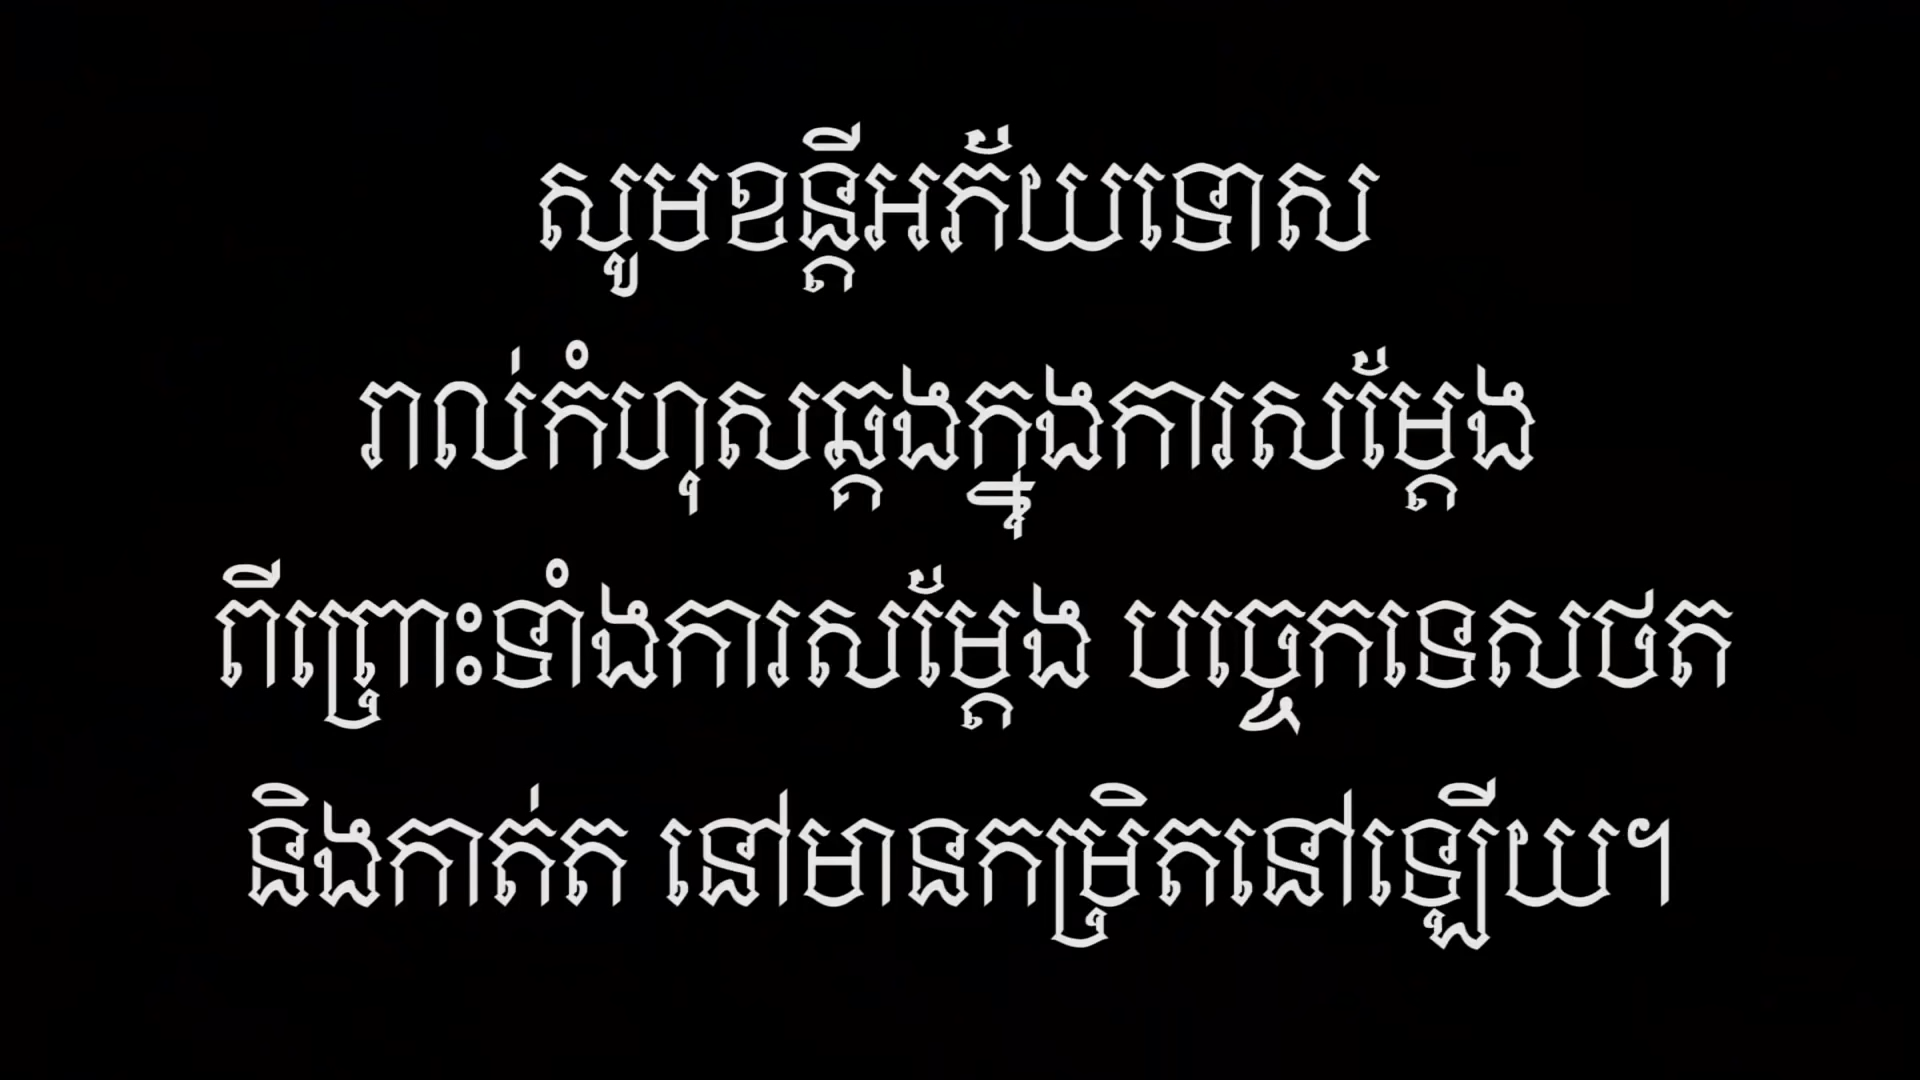 សូមខន្តីអភ័យទោស
រាល់កំហុសឆ្គងក្នុងការសម្ដែង
ពីព្រោះទាំងការសម្ដែង បច្ចេកទេសថត
និងកាត់ត នៅមានកម្រិតនៅឡើយ។